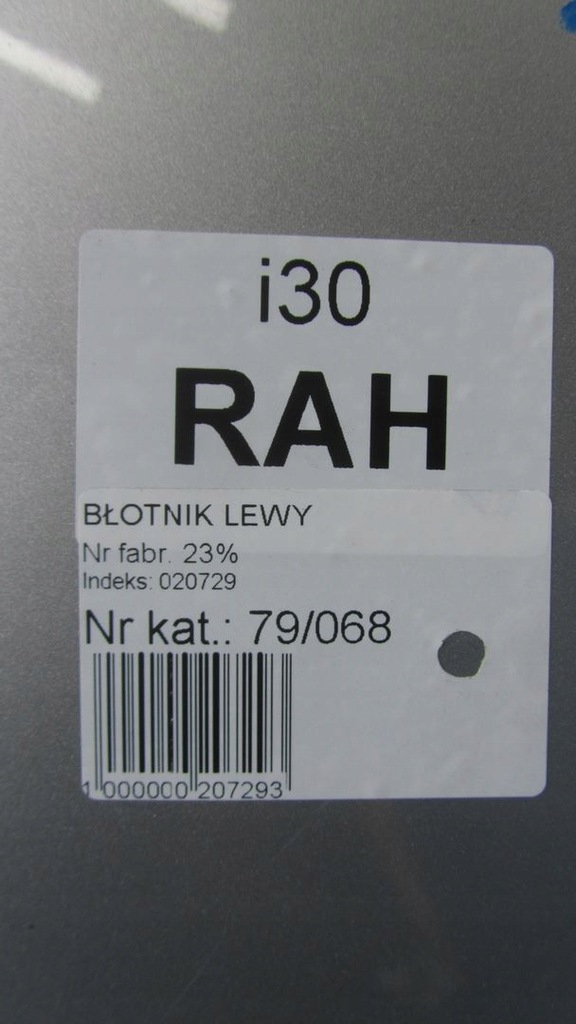 i30
RAH
BŁOTNIK LEWY
Nr fabr. 23%
Indeks: 020729
Nr kat.: 79/068
1 000000 207293